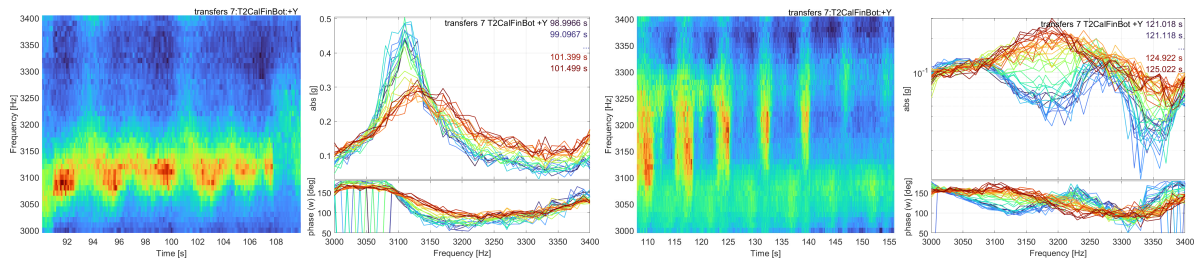 transfers 7:T2CalFinBot:+Y
3400
3350
3300
3250
3200
3150
3100
3050
3000
Frequency [Hz]
92 94 96 98 100 102 104 106 108
Time [s]
transfers 7 T2CalFinBot +Y 98.9966 s
99.0967 s
...
101.399 s
101.499 s
0.5
0.4
0.3
0.2
0.1
abs [g]
150
100
50
phase (w) [deg]
3000 3050 3100 3150 3200 3250 3300 3350 3400
Frequency [Hz]
transfers 7:T2CalFinBot:+Y
3400
3350
3300
3250
3200
3150
3100
3050
3000
Frequency [Hz]
110 115 120 125 130 135 140 145 150 155
Time [s]
transfers 7 T2CalFinBot +Y 121.018 s
121.118 s
...
124.922 s
125.022 s
10-1
abs [g]
150
100
50
phase (w) [deg]
3000 3050 3100 3150 3200 3250 3300 3350 3400
Frequency [Hz]